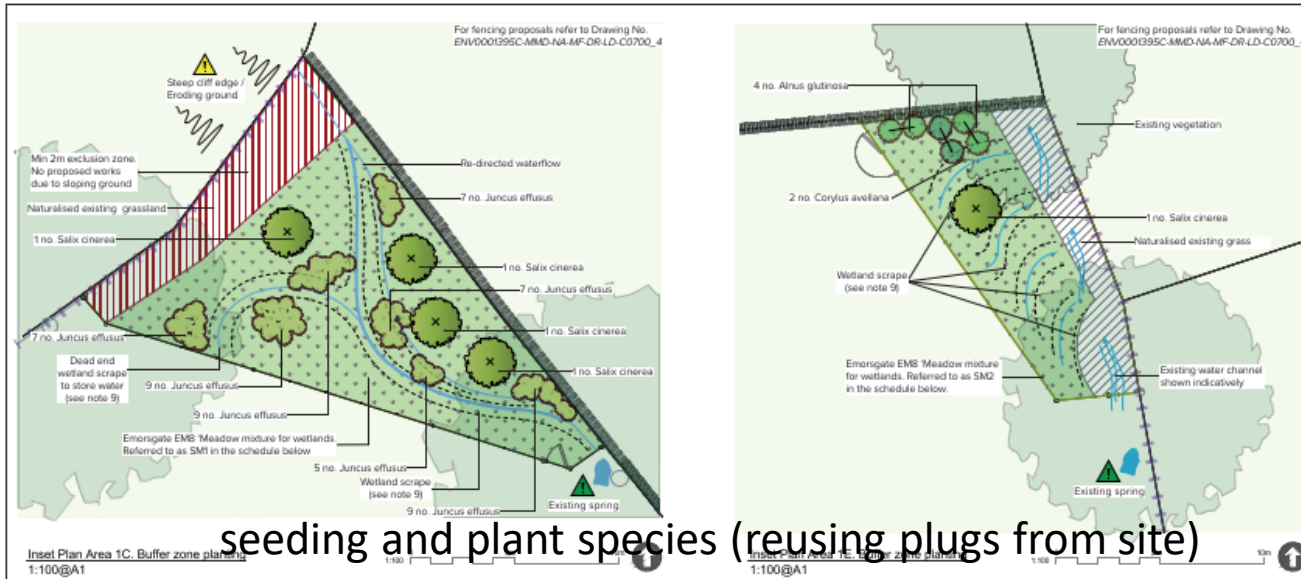 For fencing proposals refer to Drawing No.
ENV0001395C-MMD-NA-MF-DR-LD-C0700_4
Steep cliff edge /
Eroding ground
Min 2m exclusion zone.
No proposed works
due to sloping ground
Naturalised existing grassland
1 no. Salix cinerea
Re-directed waterflow
7 no. Juncus effusus
1 no. Salix cinerea
7 no. Juncus effusus
1 no. Salix cinerea
1 no. Salix cinerea
7 no. Juncus effusus
Dead end
wetland scrape
to store water
(see note 9)
9 no. Juncus effusus
9 no. Juncus effusus
Emorsgate EM8 'Meadow mixture for wetlands.
Referred to as SM1 in the schedule below
5 no. Juncus effusus
Wetland scrape
(see note 9)
9 no. Juncus effusus
Existing spring
Inset Plan Area 1C. Buffer zone planting
1:100@A1
1:100
For fencing proposals refer to Drawing No.
ENV0001395C-MMD-NA-MF-DR-LD-C0700_
4 no. Alnus glutinosa
Existing vegetation
2 no. Corylus avellana
1 no. Salix cinerea
Naturalised existing grass
Wetland scrape
(see note 9)
Emorsgate EM8 'Meadow mixture
for wetlands. Referred to as SM2
in the schedule below.
Existing water channel
shown indicatively
Existing spring
Inset Plan Area 1E. Buffer zone planting
1:100@A1
1:100
10m
seeding and plant species (reusing plugs from site)